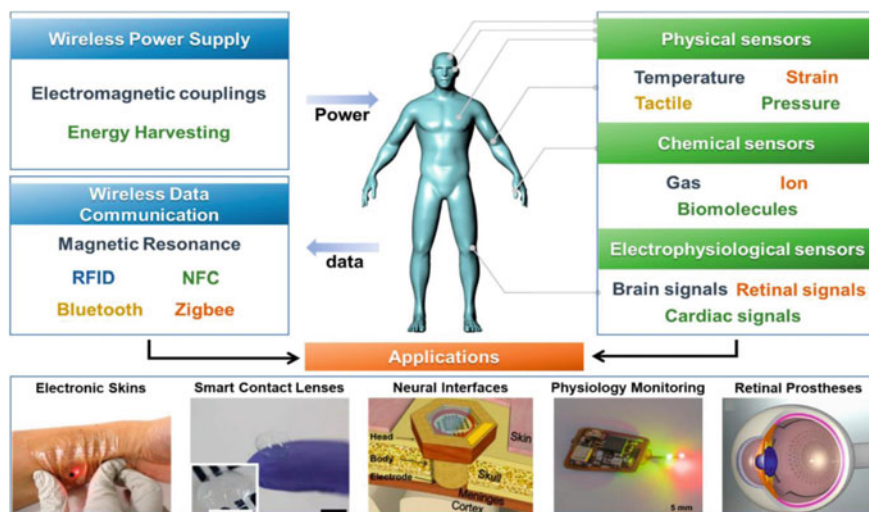 Wireless Power Supply
Electromagnetic couplings
Energy Harvesting
Power
Wireless Data
Communication
Magnetic Resonance
RFID NFC
Bluetooth Zigbee
data
Physical sensors
Temperature Strain
Tactile Pressure
Chemical sensors
Gas Ion
Biomolecules
Electrophysiological sensors
Brain signals Retinal signals
Cardiac signals
Applications
Electronic Skins
Smart Contact Lenses
Neural Interfaces
Head
Body
Electrode
Skin
Skull
Meninges
Cortex
Physiology Monitoring
5 mm
Retinal Prostheses